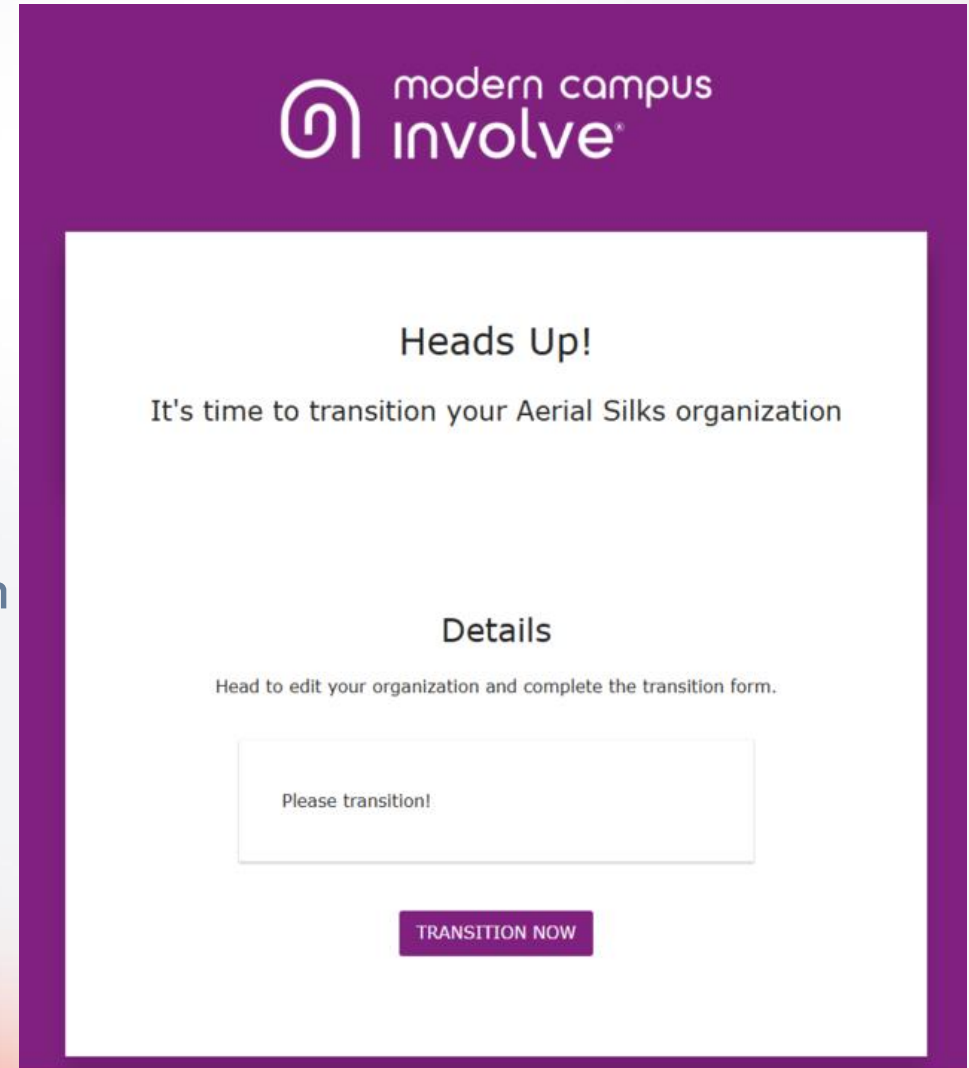 modern campus
involve®
Heads Up!
It's time to transition your Aerial Silks organization
Details
Head to edit your organization and complete the transition form.
Please transition!
TRANSITION NOW